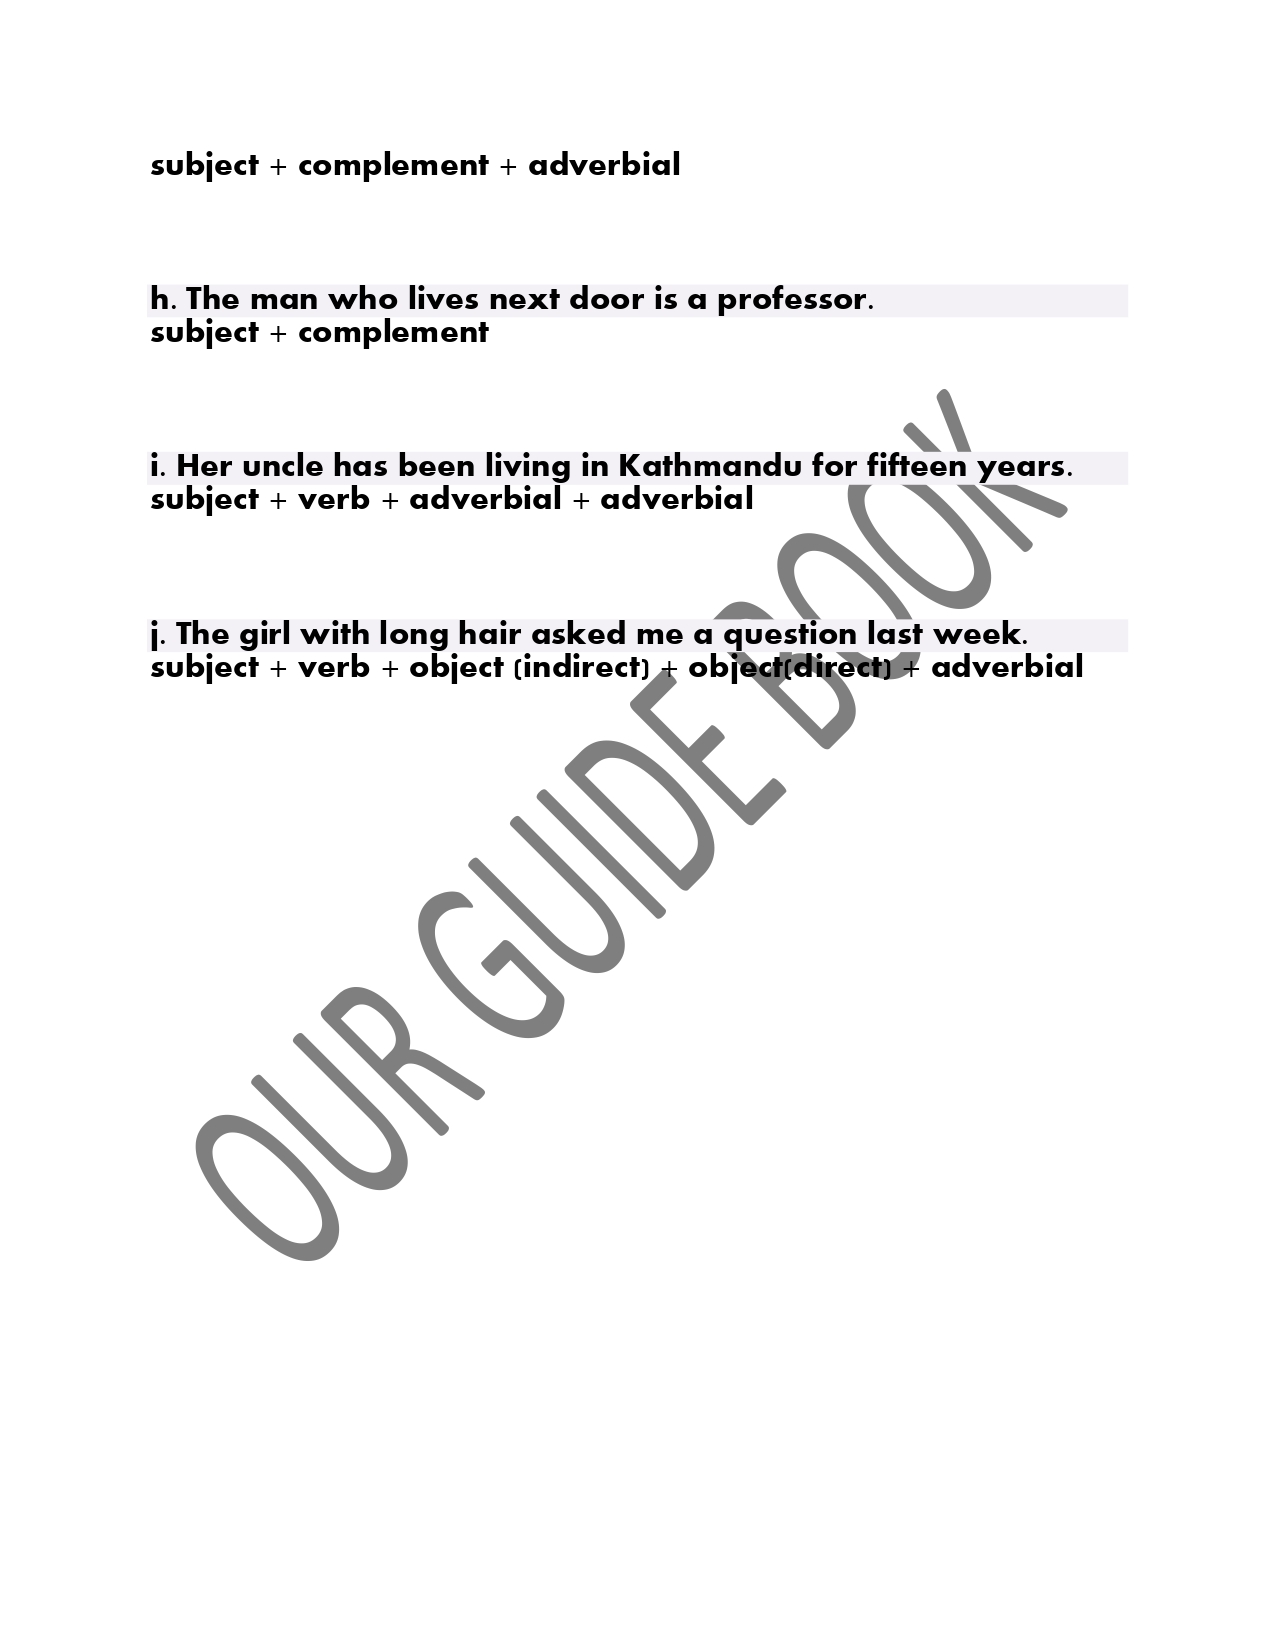 subject + complement + adverbial
h. The man who lives next door is a professor.
subject + complement
i. Her uncle has been living in Kathmandu for fifteen years.
subject + verb + adverbial + adverbial
j. The girl with long hair asked me a question last week.
subject + verb + object (indirect) + object(direct) + adverbial
OUR GUIDE BOOK